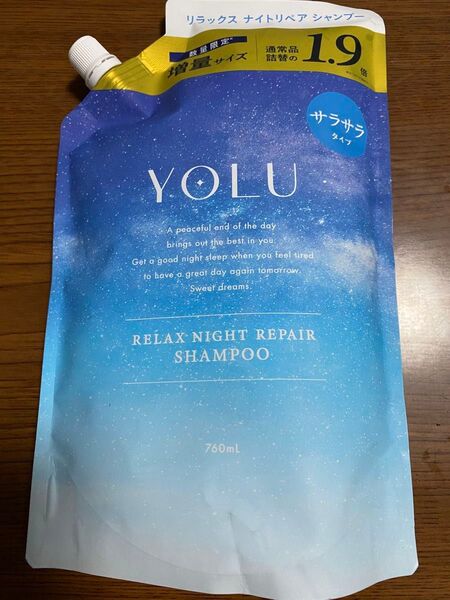 リラックス ナイトリペア シャンプー
数量限定
増量サイズ
通常品
詰替の
1.9倍
サラサラ
タイプ
YOLU
A peaceful end of the day
brings out the best in you.
Get a good night sleep when you feel tired
to have a great day again tomorrow.
Sweet dreams.
RELAX NIGHT REPAIR
SHAMPOO
760mL